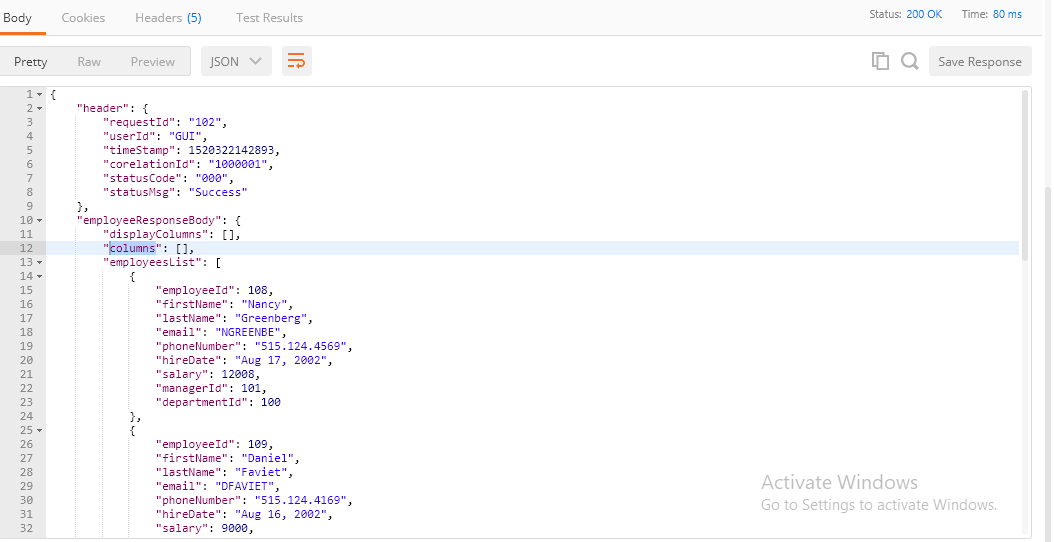 Body Cookies Headers (5) Test Results Status: 200 OK Time: 80 ms
Pretty Raw Preview JSON Save Response
1 {
2 "header": {
3 "requestId": "102",
4 "userId": "GUI",
5 "timeStamp": 1520322142893,
6 "corelationId": "1000001",
7 "statusCode": "000",
8 "statusMsg": "Success"
9 },
10 "employeeResponseBody": {
11 "displayColumns": [],
12 "columns": [],
13 "employeesList": [
14 {
15 "employeeId": 108,
16 "firstName": "Nancy",
17 "lastName": "Greenberg",
18 "email": "NGREENBE",
19 "phoneNumber": "515.124.4569",
20 "hireDate": "Aug 17, 2002",
21 "salary": 12008,
22 "managerId": 101,
23 "departmentId": 100
24 },
25 {
26 "employeeId": 109,
27 "firstName": "Daniel",
28 "lastName": "Faviet",
29 "email": "DFAVIET",
30 "phoneNumber": "515.124.4169",
31 "hireDate": "Aug 16, 2002",
32 "salary": 9000,
Activate Windows
Go to Settings to activate Windows.